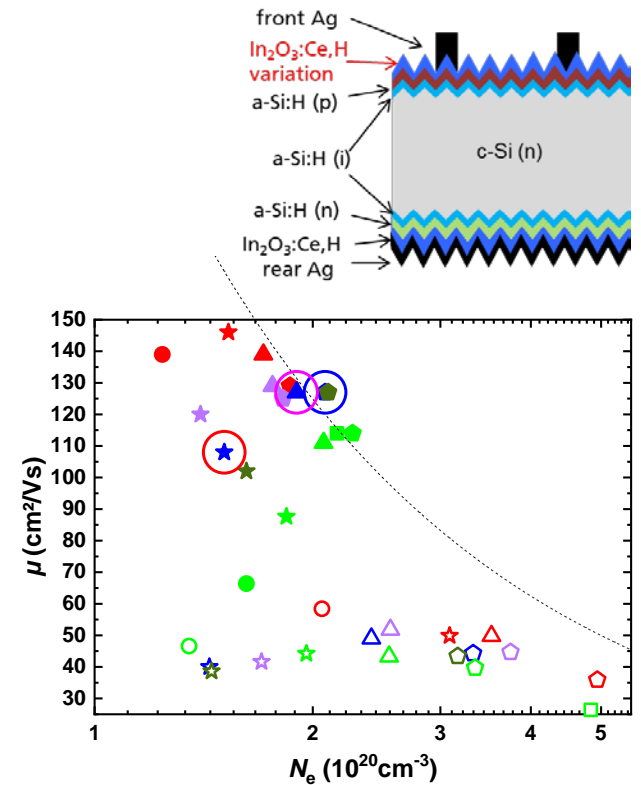 front Ag
In₂O₃:Ce,H
variation
a-Si:H (p)
a-Si:H (i)
c-Si (n)
a-Si:H (n)
In₂O₃:Ce,H
rear Ag
150
140
130
120
110
100
90
80
70
60
50
40
30
µ (cm²/Vs)
1 2 3 4 5
Nₑ (10²⁰cm⁻³)